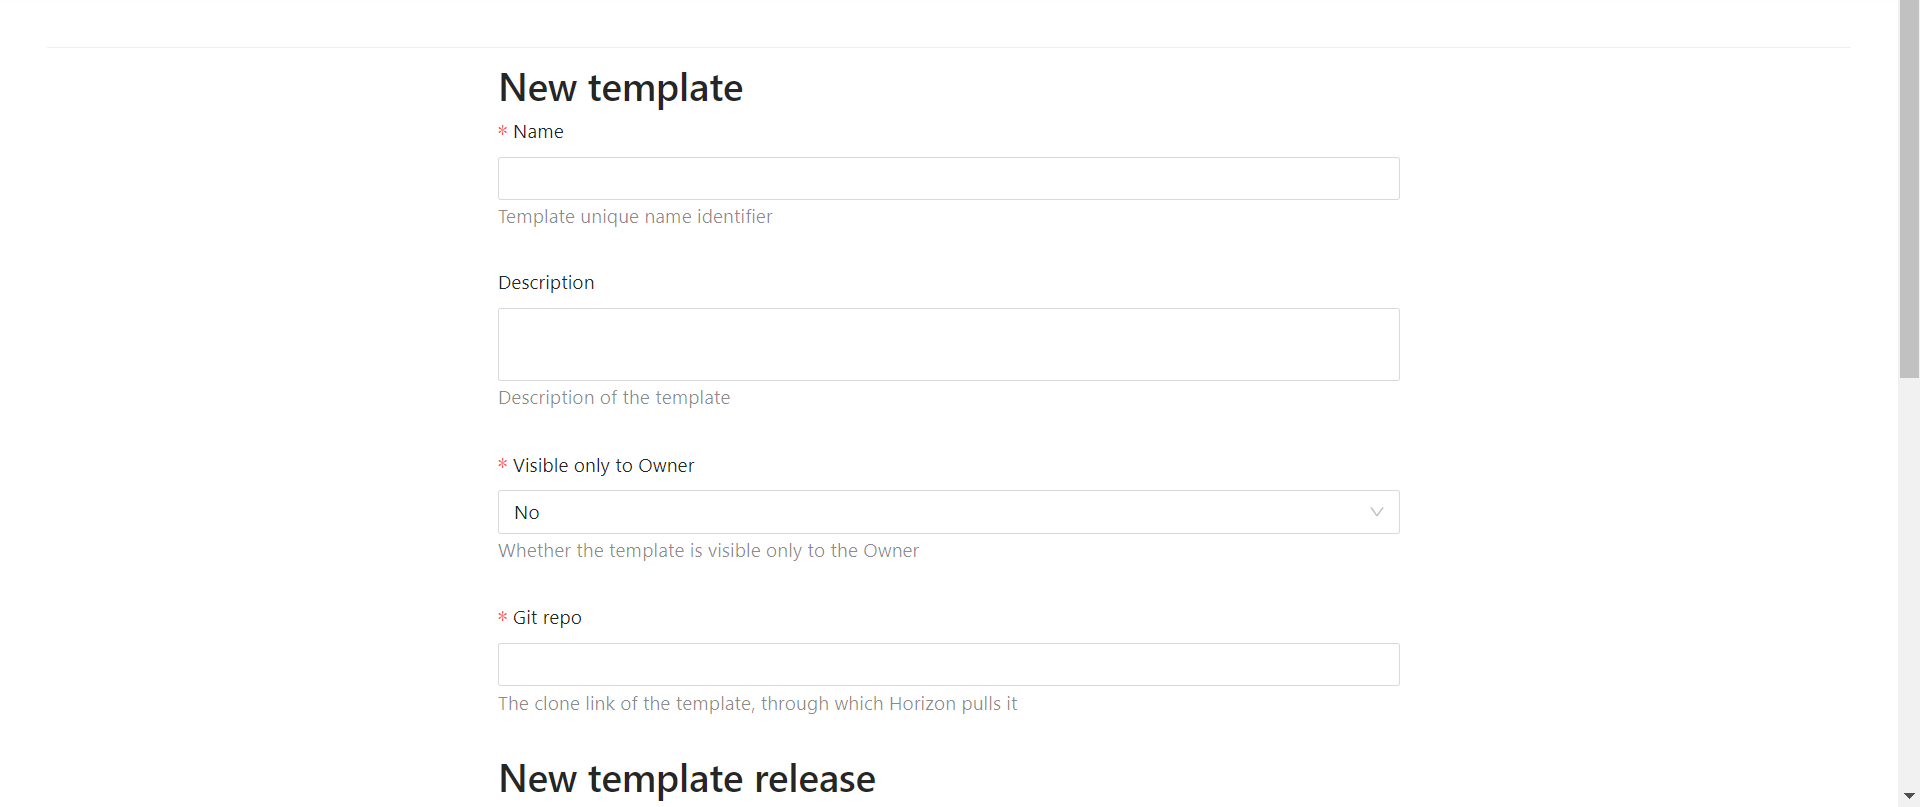 New template
* Name
Template unique name identifier
Description
Description of the template
* Visible only to Owner
No
Whether the template is visible only to the Owner
* Git repo
The clone link of the template, through which Horizon pulls it
New template release